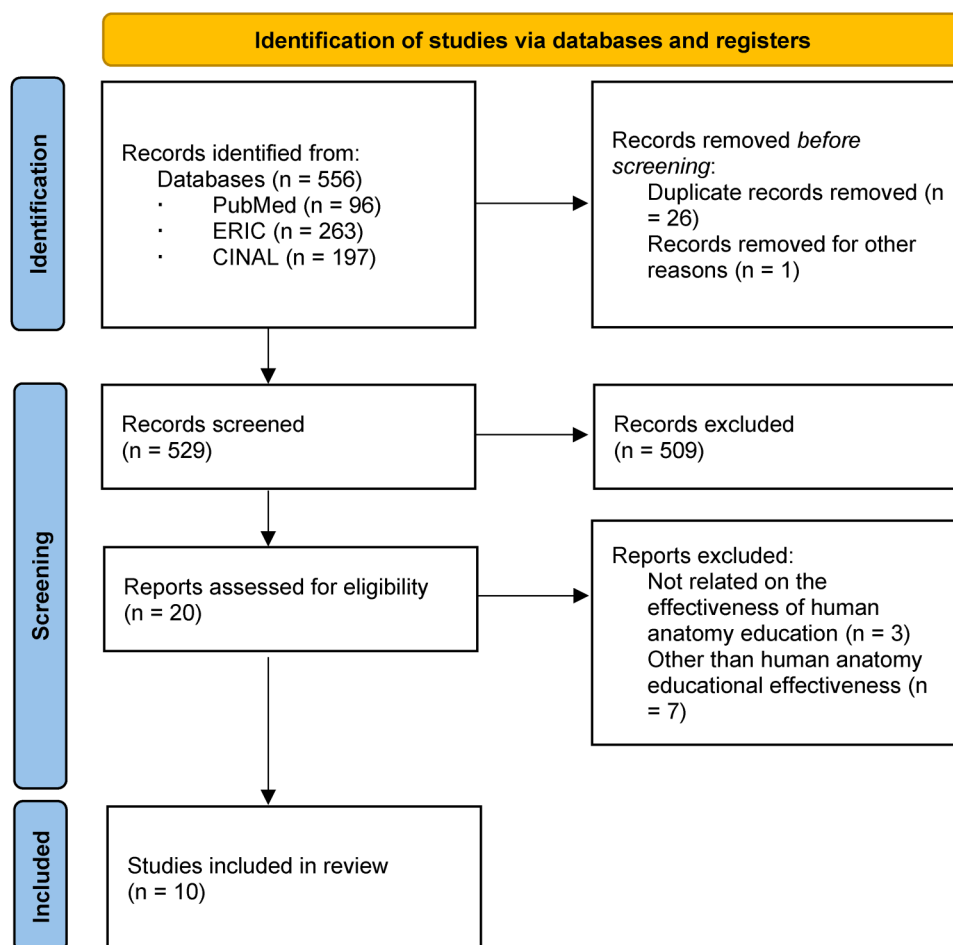 Identification of studies via databases and registers
Identification
Records identified from:
Databases (n = 556)
· PubMed (n = 96)
· ERIC (n = 263)
· CINAL (n = 197)
Records removed before
screening:
Duplicate records removed (n
= 26)
Records removed for other
reasons (n = 1)
Screening
Records screened
(n = 529)
Records excluded
(n = 509)
Reports assessed for eligibility
(n = 20)
Reports excluded:
Not related on the
effectiveness of human
anatomy education (n = 3)
Other than human anatomy
educational effectiveness (n
= 7)
Included
Studies included in review
(n = 10)